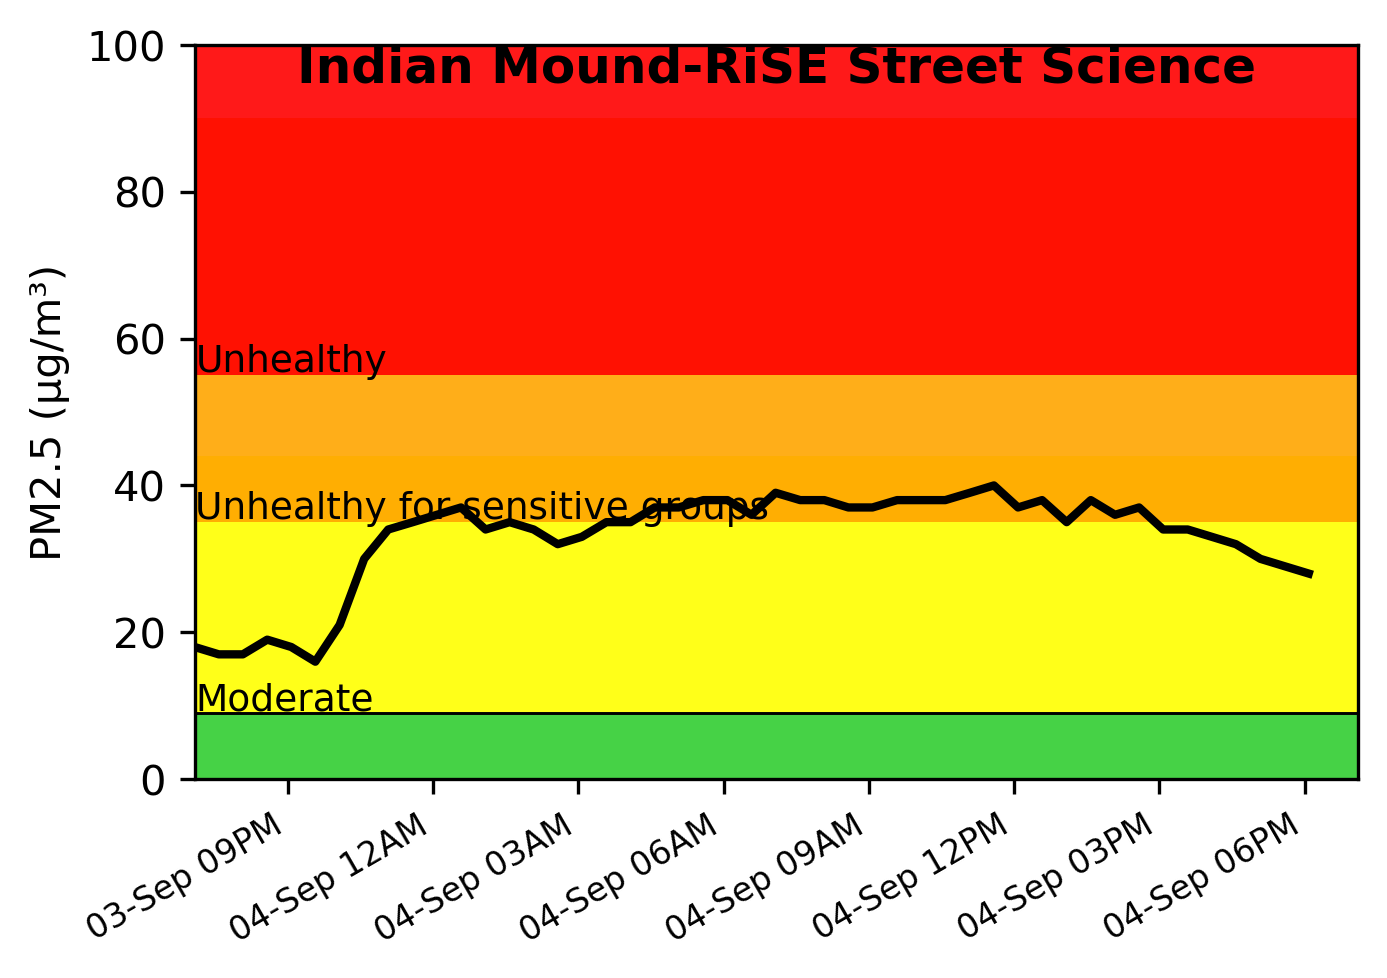 Indian Mound-RiSE Street Science
100
80
60
40
20
0
PM2.5 (µg/m³)
Unhealthy
Unhealthy for sensitive groups
Moderate
03-Sep 09PM
04-Sep 12AM
04-Sep 03AM
04-Sep 06AM
04-Sep 09AM
04-Sep 12PM
04-Sep 03PM
04-Sep 06PM